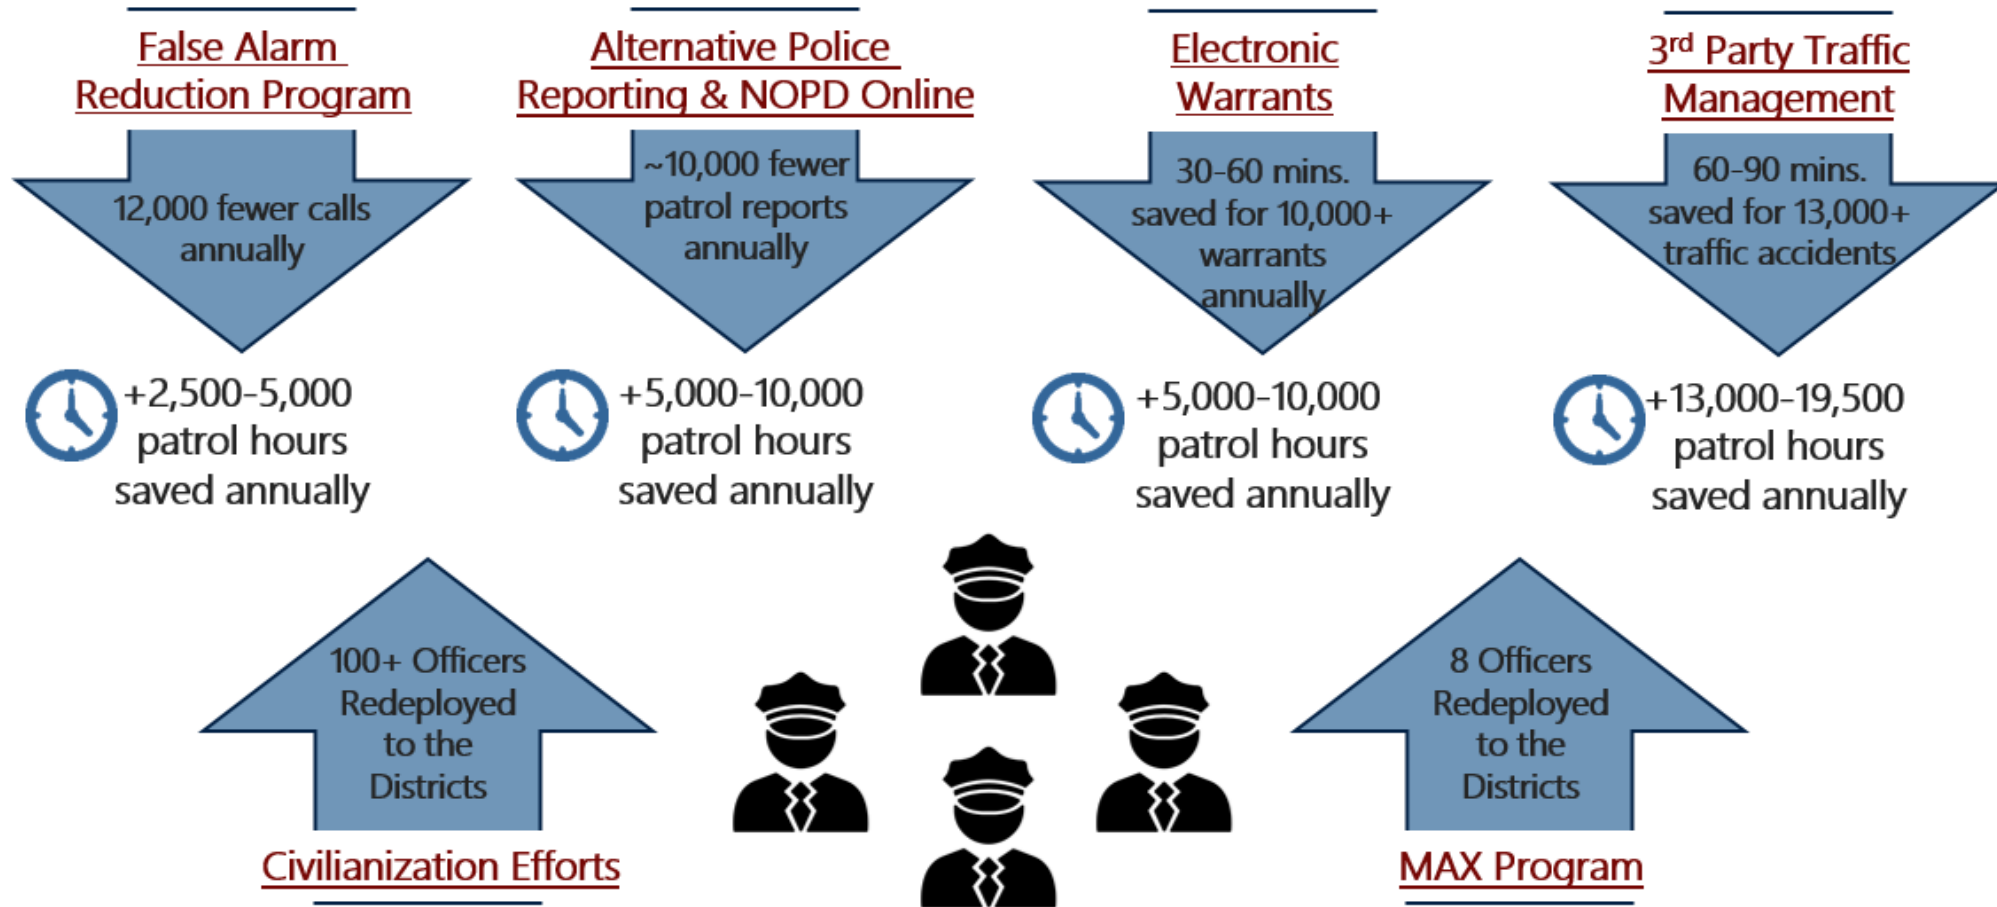 False Alarm
Reduction Program
12,000 fewer calls
annually
+2,500-5,000
patrol hours
saved annually
Alternative Police
Reporting & NOPD Online
~10,000 fewer
patrol reports
annually
+5,000-10,000
patrol hours
saved annually
Electronic
Warrants
30-60 mins.
saved for 10,000+
warrants
annually
+5,000-10,000
patrol hours
saved annually
3rd Party Traffic
Management
60-90 mins.
saved for 13,000+
traffic accidents
+13,000-19,500
patrol hours
saved annually
100+ Officers
Redeployed
to the
Districts
Civilianization Efforts
8 Officers
Redeployed
to the
Districts
MAX Program